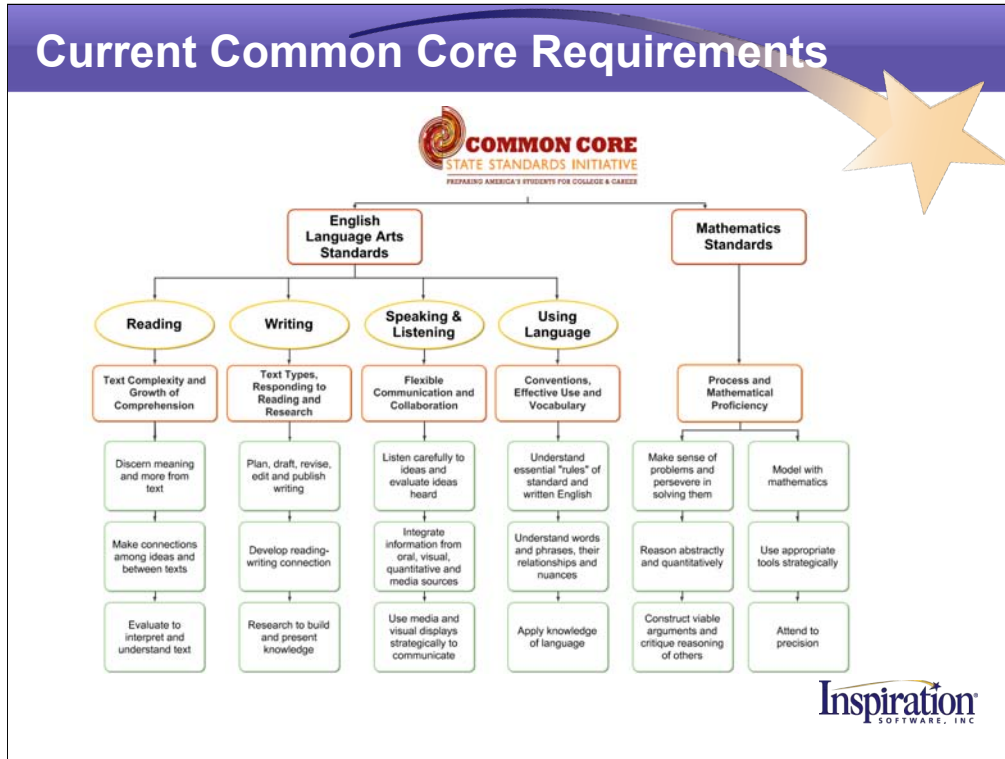 Current Common Core Requirements
COMMON CORE
STATE STANDARDS INITIATIVE
PREPARING AMERICA'S STUDENTS FOR COLLEGE & CAREER
English
Language Arts
Standards
Mathematics
Standards
Reading
Writing
Speaking &
Listening
Using
Language
Text Complexity and
Growth of
Comprehension
Text Types,
Responding to
Reading and
Research
Flexible
Communication and
Collaboration
Conventions,
Effective Use and
Vocabulary
Process and
Mathematical
Proficiency
Discern meaning
and more from
text
Plan, draft, revise,
edit and publish
writing
Listen carefully to
ideas and
evaluate ideas
heard
Understand
essential "rules" of
standard and
written English
Make sense of
problems and
persevere in
solving them
Model with
mathematics
Make connections
among ideas and
between texts
Develop reading-
writing connection
Integrate
information from
oral, visual,
quantitative and
media sources
Understand words
and phrases, their
relationships and
nuances
Reason abstractly
and quantitatively
Use appropriate
tools strategically
Evaluate to
interpret and
understand text
Research to build
and present
knowledge
Use media and
visual displays
strategically to
communicate
Apply knowledge
of language
Construct viable
arguments and
critique reasoning
of others
Attend to
precision
Inspiration®
SOFTWARE, INC